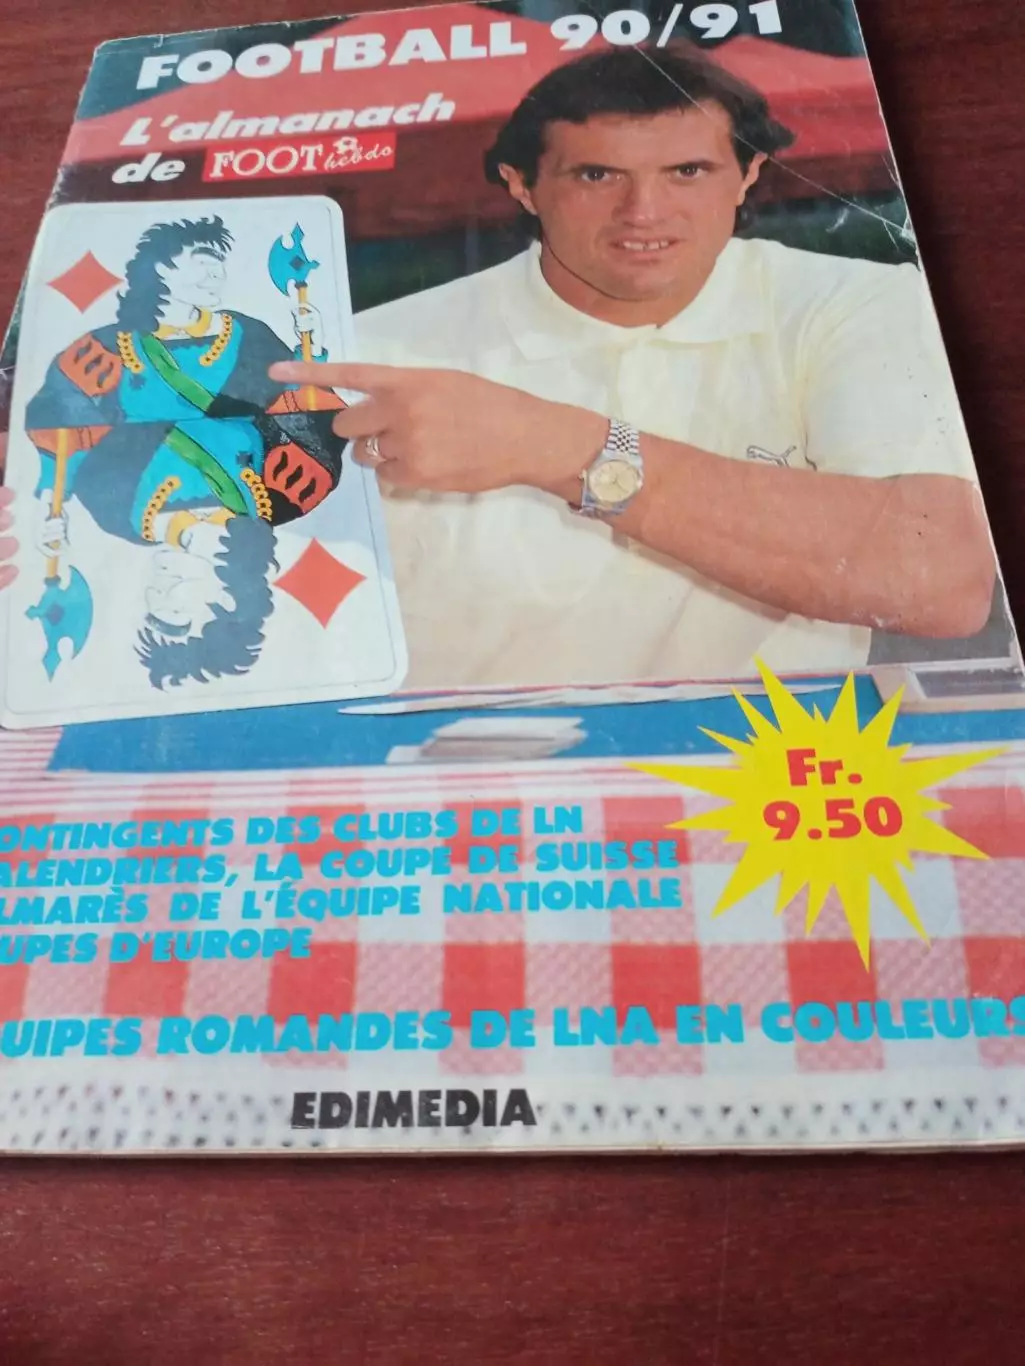 FOOTBALL 90/91
L'almanach
de FOOT hebdo
Fr.
9.50
ONTINGENTS DES CLUBS DE LN
ALENDRIERS, LA COUPE DE SUISSE
LMARÈS DE L'ÉQUIPE NATIONALE
UPES D'EUROPE
UIPES ROMANDES DE LNA EN COULEURS
EDIMEDIA